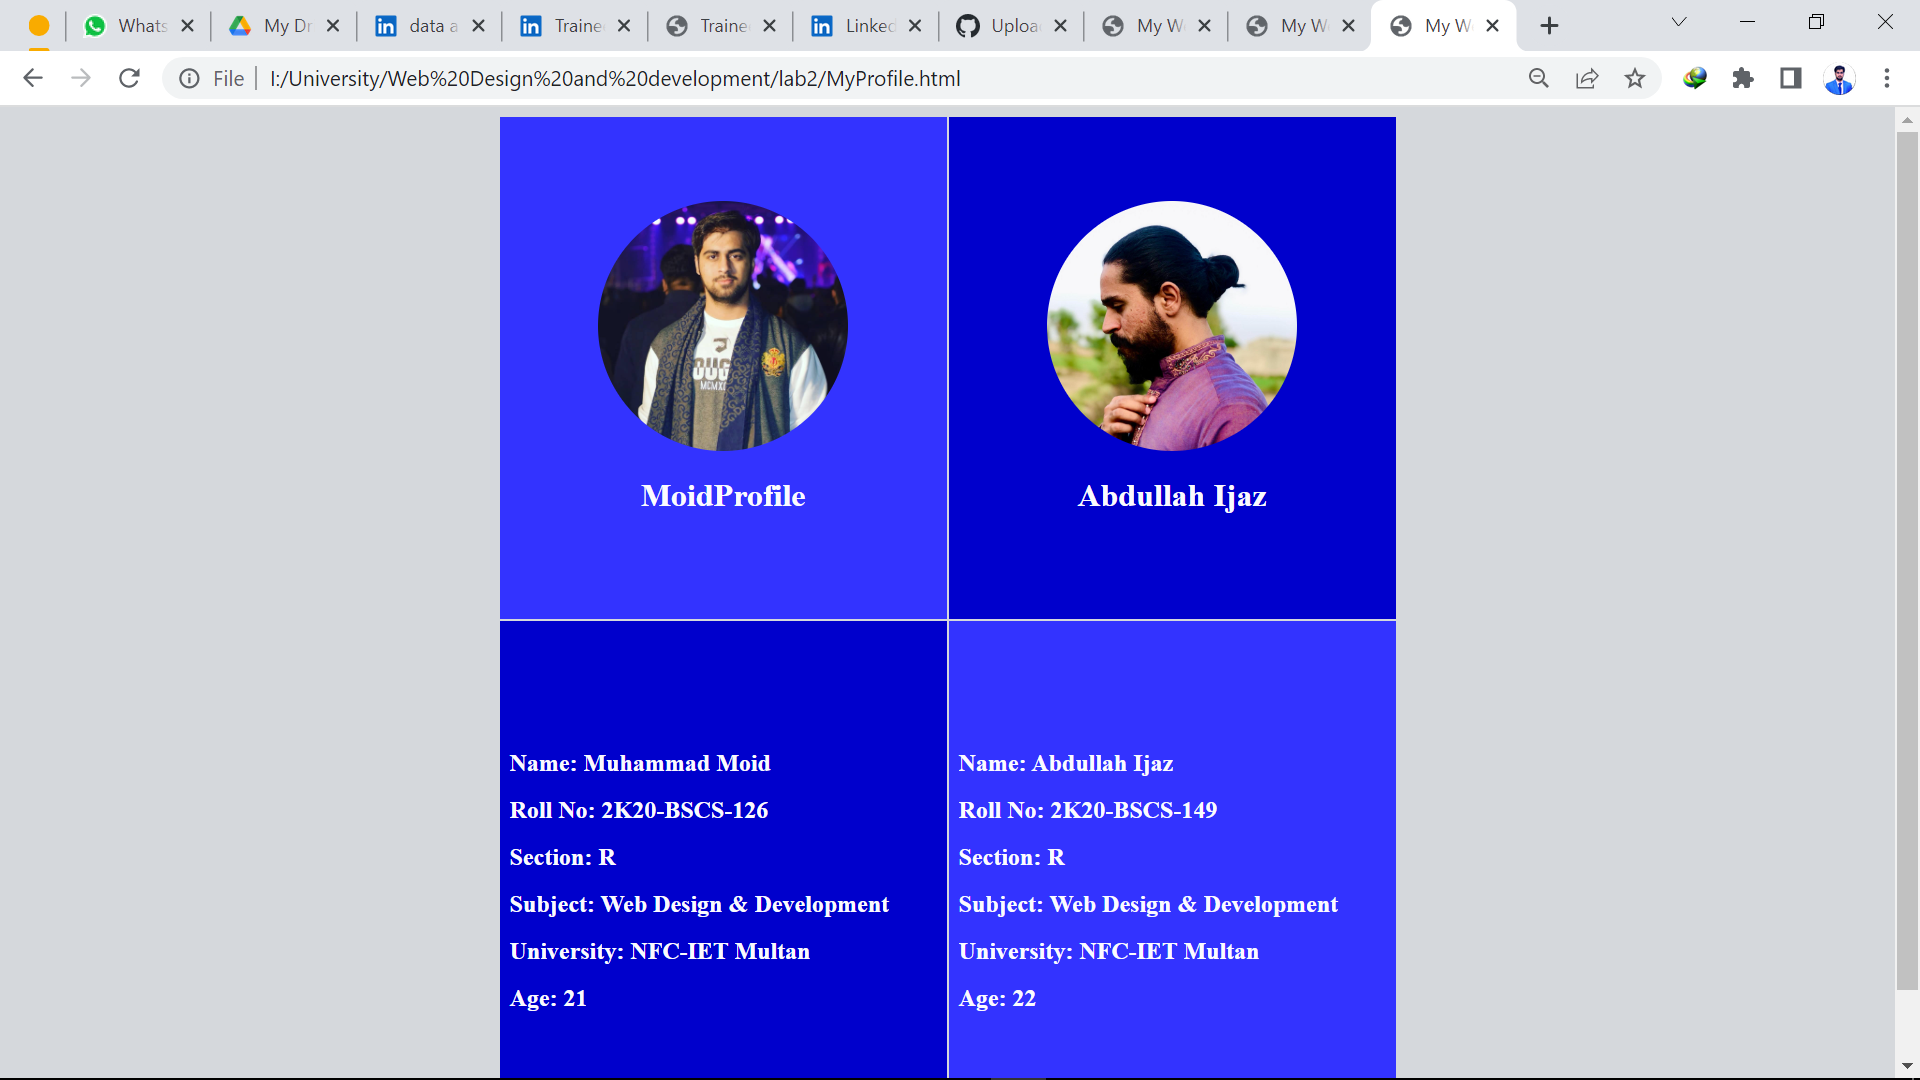 Whats
My Dr
data a
Traine
Traine
Linked
Uploa
My W
My W
My W
File
I:/University/Web%20Design%20and%20development/lab2/MyProfile.html
OUG
MCMX
MoidProfile
Abdullah Ijaz
Name: Muhammad Moid
Roll No: 2K20-BSCS-126
Section: R
Subject: Web Design & Development
University: NFC-IET Multan
Age: 21
Name: Abdullah Ijaz
Roll No: 2K20-BSCS-149
Section: R
Subject: Web Design & Development
University: NFC-IET Multan
Age: 22